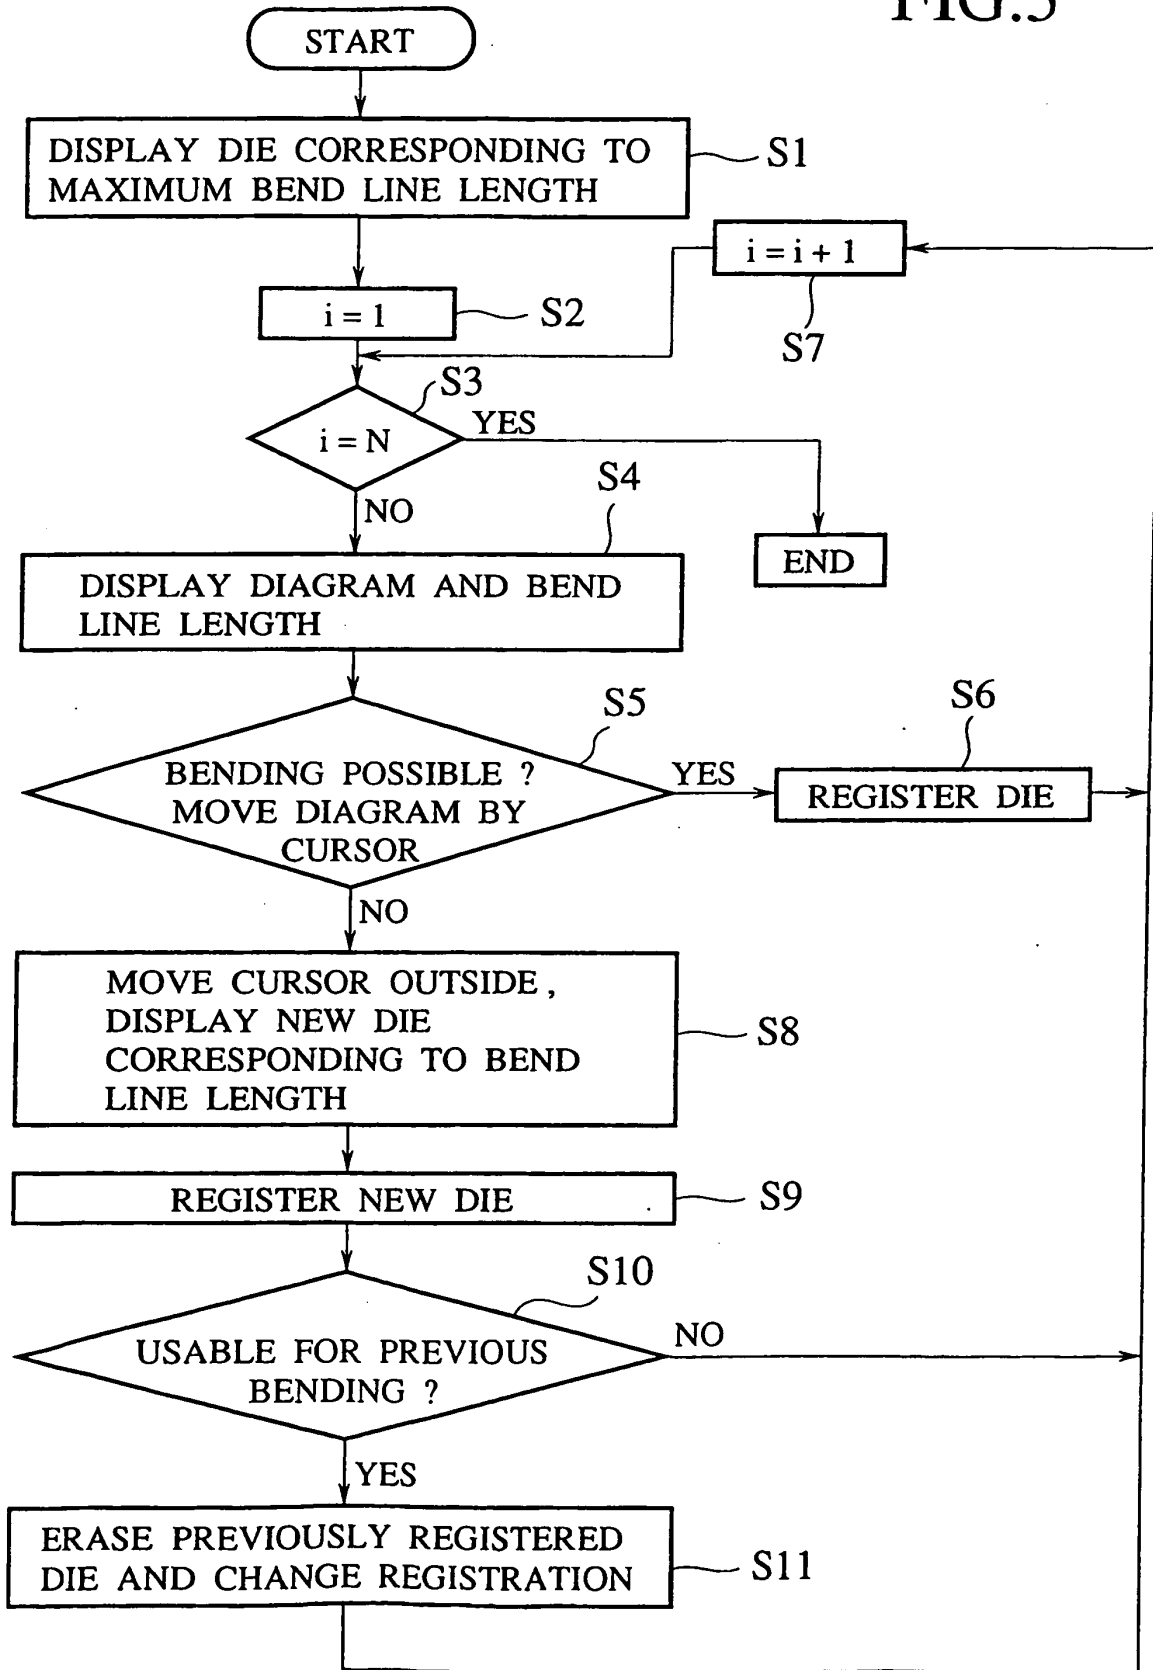 FIG.5
START
DISPLAY DIE CORRESPONDING TO
MAXIMUM BEND LINE LENGTH
S1
i = i + 1
S7
i = 1
S2
S3
i = N
YES
NO
END
S4
DISPLAY DIAGRAM AND BEND
LINE LENGTH
S5
BENDING POSSIBLE ?
MOVE DIAGRAM BY
CURSOR
YES
S6
REGISTER DIE
NO
MOVE CURSOR OUTSIDE ,
DISPLAY NEW DIE
CORRESPONDING TO BEND
LINE LENGTH
S8
REGISTER NEW DIE
S9
S10
USABLE FOR PREVIOUS
BENDING ?
NO
YES
ERASE PREVIOUSLY REGISTERED
DIE AND CHANGE REGISTRATION
S11